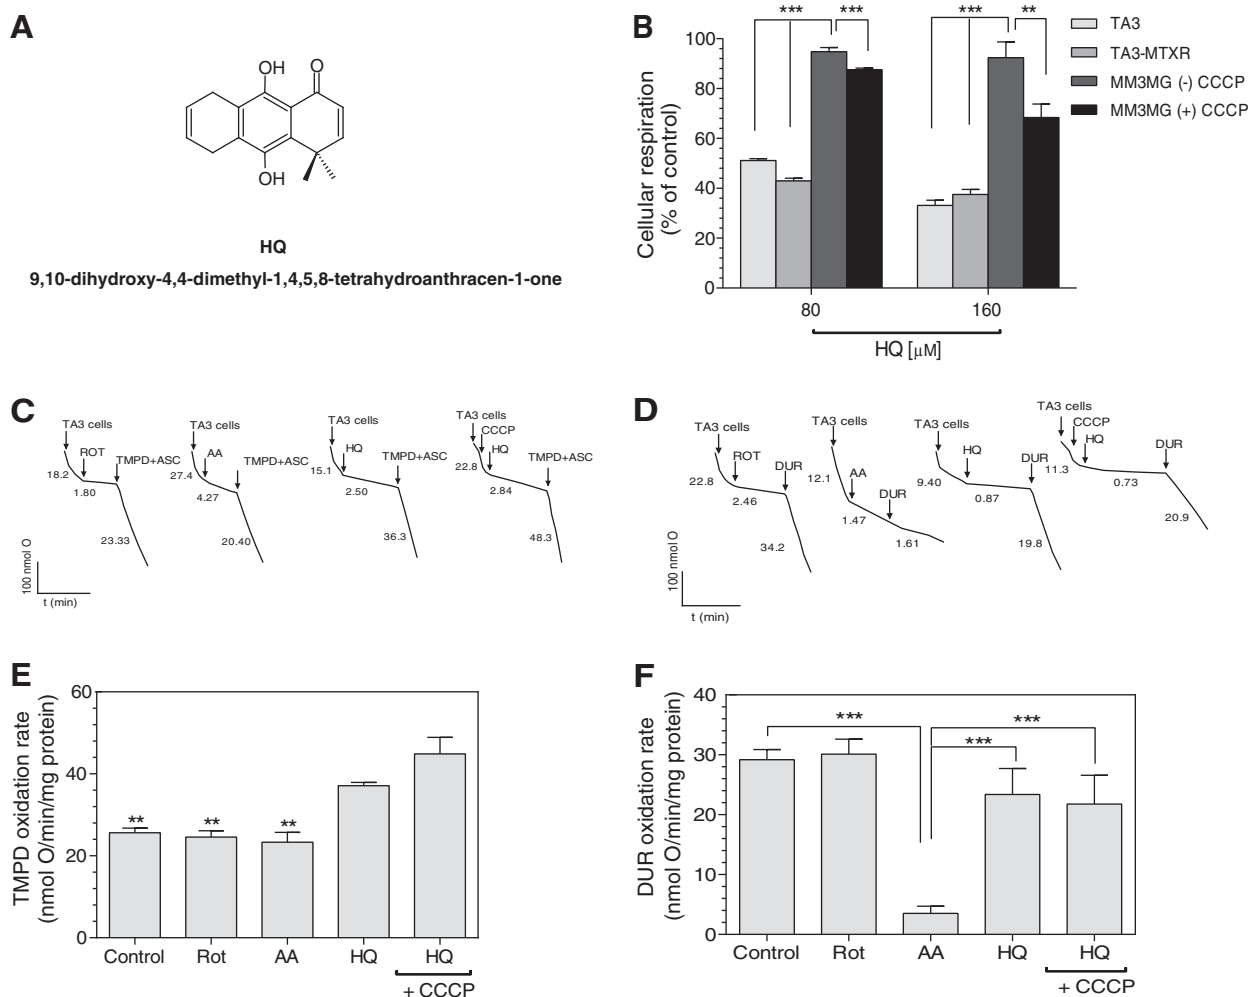 A
OH
O
OH
HQ
9,10-dihydroxy-4,4-dimethyl-1,4,5,8-tetrahydroanthracen-1-one
B
Cellular respiration
(% of control)
100
80
60
40
20
0
***
***
***
**
80
160
HQ [µM]
TA3
TA3-MTXR
MM3MG (-) CCCP
MM3MG (+) CCCP
C
TA3 cells
ROT
TMPD+ASC
18.2
1.80
23.33
TA3 cells
AA
TMPD+ASC
27.4
4.27
20.40
TA3 cells
HQ
TMPD+ASC
15.1
2.50
36.3
TA3 cells
CCCP
HQ
TMPD+ASC
22.8
2.84
48.3
100 nmol O
t (min)
D
TA3 cells
ROT
DUR
22.8
2.46
34.2
TA3 cells
AA
DUR
12.1
1.47
1.61
TA3 cells
HQ
DUR
9.40
0.87
19.8
TA3 cells
CCCP
HQ
DUR
11.3
0.73
20.9
100 nmol O
t (min)
E
TMPD oxidation rate
(nmol O/min/mg protein)
60
40
20
0
**
**
**
Control
Rot
AA
HQ
HQ
+ CCCP
F
DUR oxidation rate
(nmol O/min/mg protein)
40
30
20
10
0
***
***
***
Control
Rot
AA
HQ
HQ
+ CCCP